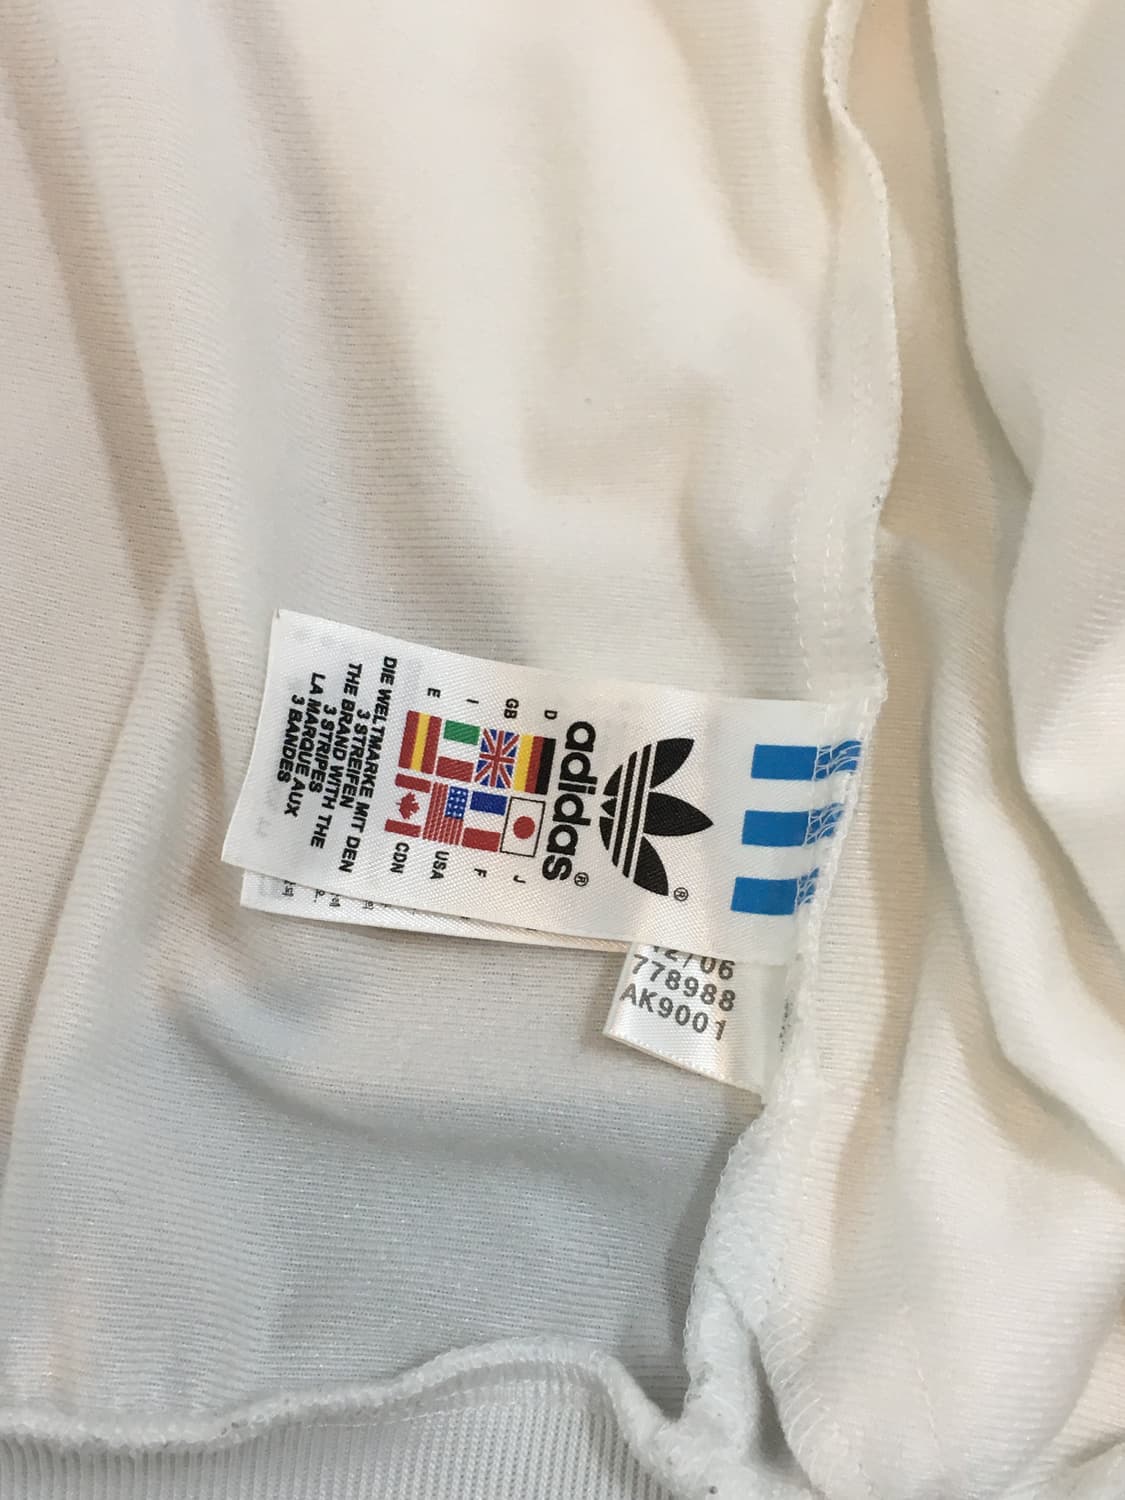 adidas®
®
D
J
GB
F
I
USA
E
CDN
DIE WELTMARKE MIT DEN
3 STREIFEN
THE BRAND WITH THE
3 STRIPES
LA MARQUE AUX
3 BANDES
/06
778988
AK9001